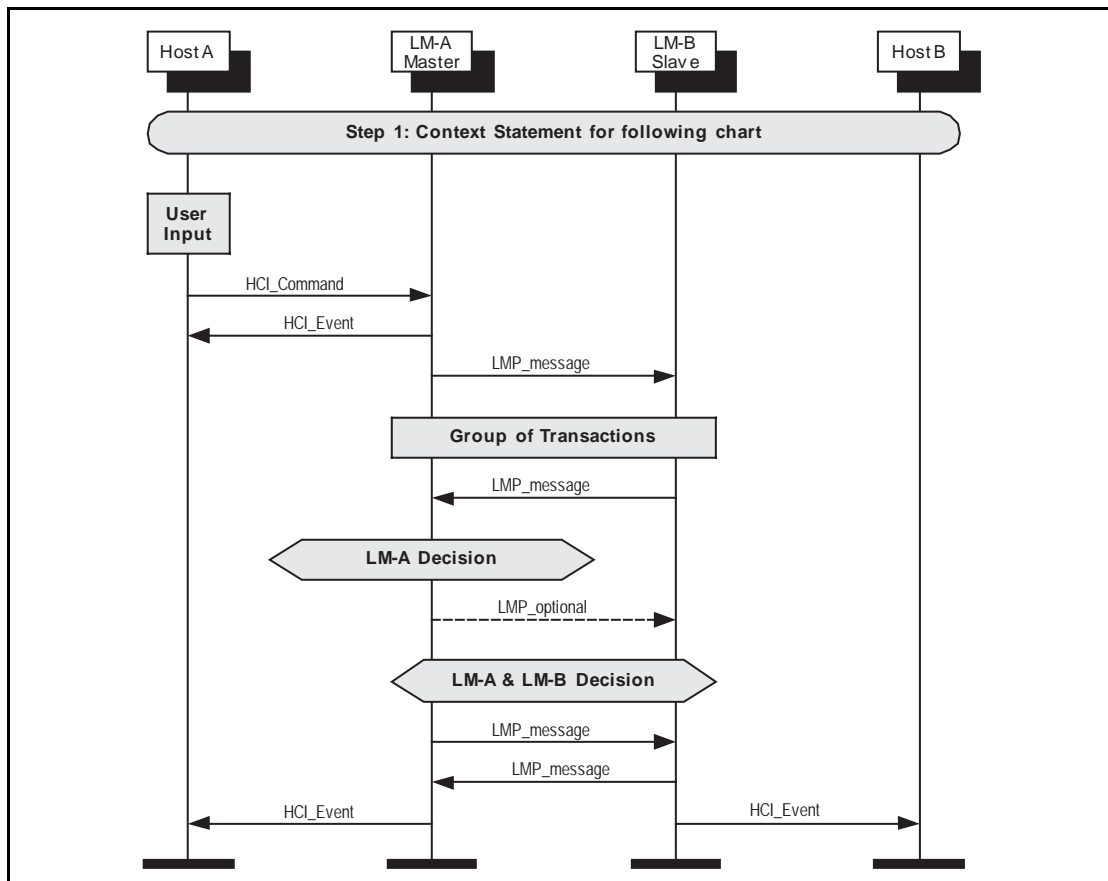 Host A
LM-A
Master
LM-B
Slave
Host B
Step 1: Context Statement for following chart
User
Input
HCI_Command
HCI_Event
LMP_message
Group of Transactions
LMP_message
LM-A Decision
LMP_optional
LM-A & LM-B Decision
LMP_message
LMP_message
HCI_Event
HCI_Event